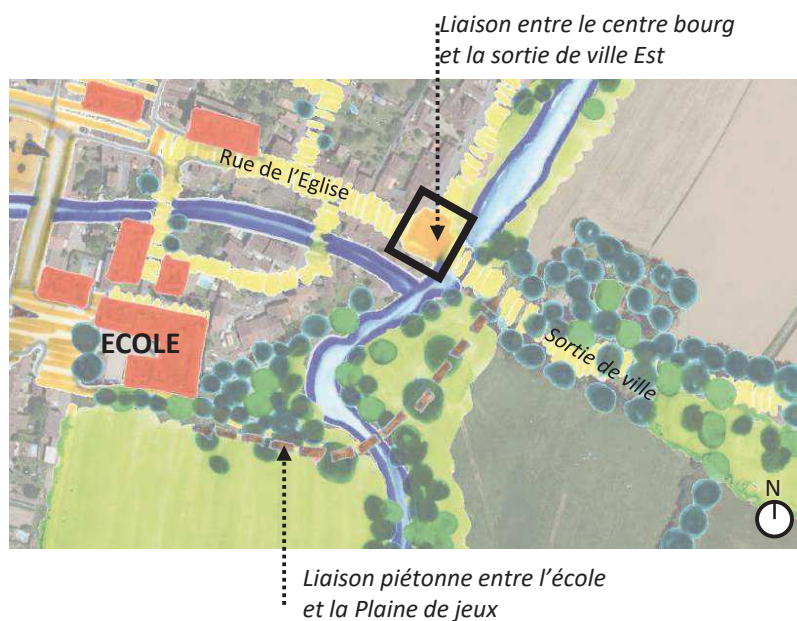 Liaison entre le centre bourg
et la sortie de ville Est
Rue de l'Eglise
ECOLE
Sortie de ville
N
Liaison piétonne entre l'école
et la Plaine de jeux